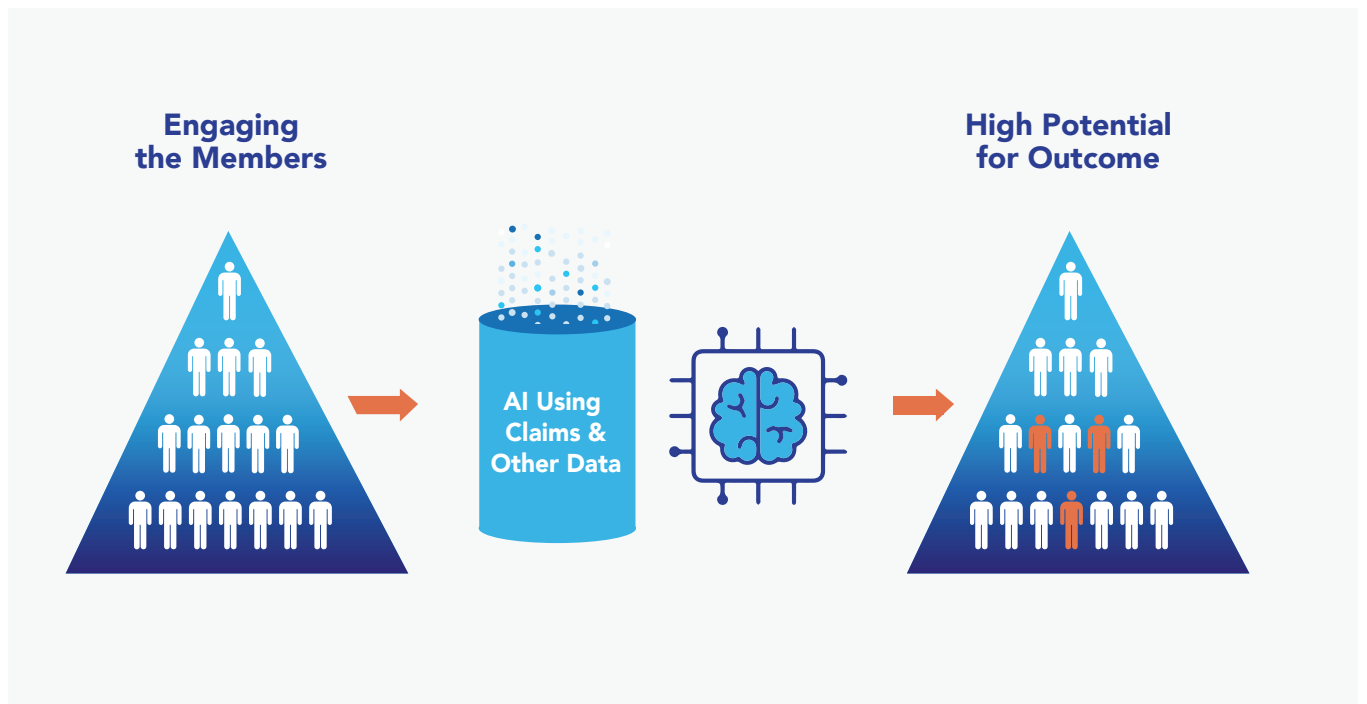 Engaging
the Members
AI Using
Claims &
Other Data
High Potential
for Outcome